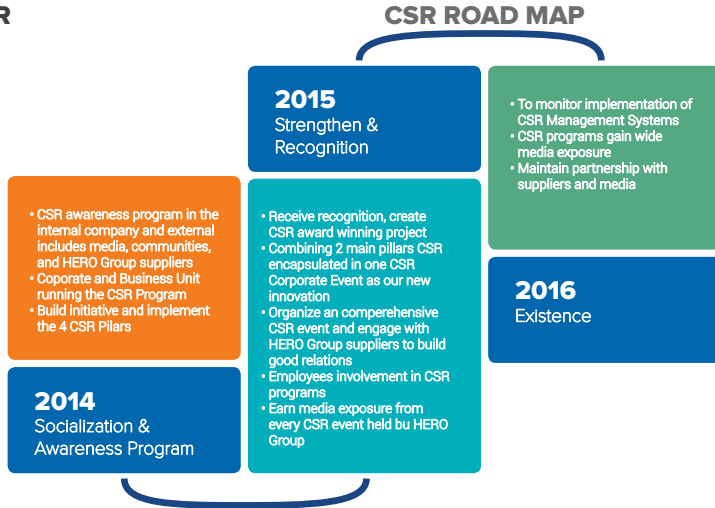 R
CSR ROAD MAP
2015
Strengthen &
Recognition
• To monitor implementation of
CSR Management Systems
• CSR programs gain wide
media exposure
• Maintain partnership with
suppliers and media
• CSR awareness program in the
internal company and external
includes media, communities,
and HERO Group suppliers
• Coporate and Business Unit
running the CSR Program
• Build initiative and implement
the 4 CSR Pilars
• Receive recognition, create
CSR award winning project
• Combining 2 main pillars CSR
encapsulated in one CSR
Corporate Event as our new
innovation
• Organize an comperehensive
CSR event and engage with
HERO Group suppliers to build
good relations
• Employees involvement in CSR
programs
• Earn media exposure from
every CSR event held bu HERO
Group
2016
Existence
2014
Socialization &
Awareness Program